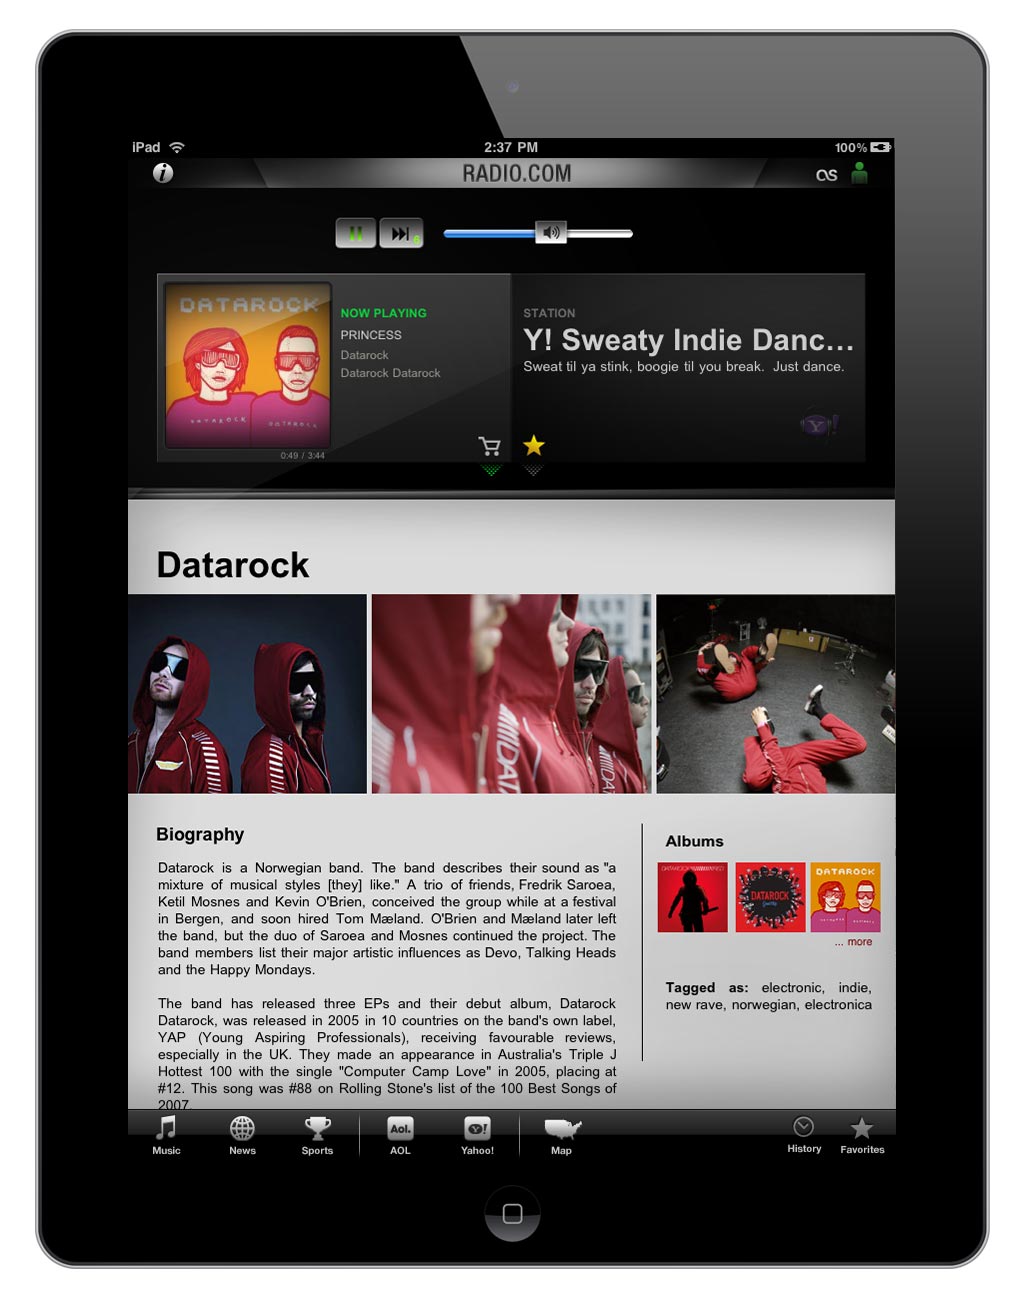 iPad 2:37 PM 100%
RADIO.COM
6
DATAROCK
DATAROCK DATAROCK
0:49 / 3:44
NOW PLAYING
PRINCESS
Datarock
Datarock Datarock
STATION
Y! Sweaty Indie Danc...
Sweat til ya stink, boogie til you break. Just dance.
Y!
Datarock
Biography
Datarock is a Norwegian band. The band describes their sound as "a
mixture of musical styles [they] like." A trio of friends, Fredrik Saroea,
Ketil Mosnes and Kevin O'Brien, conceived the group while at a festival
in Bergen, and soon hired Tom Mæland. O'Brien and Mæland later left
the band, but the duo of Saroea and Mosnes continued the project. The
band members list their major artistic influences as Devo, Talking Heads
and the Happy Mondays.
The band has released three EPs and their debut album, Datarock
Datarock, was released in 2005 in 10 countries on the band's own label,
YAP (Young Aspiring Professionals), receiving favourable reviews,
especially in the UK. They made an appearance in Australia's Triple J
Hottest 100 with the single "Computer Camp Love" in 2005, placing at
#12. This song was #88 on Rolling Stone's list of the 100 Best Songs of
2007.
Albums
DATAROCK
DATAROCK
... more
Tagged as: electronic, indie,
new rave, norwegian, electronica
Music
News
Sports
Aol.
AOL
Y!
Yahoo!
Map
History
Favorites